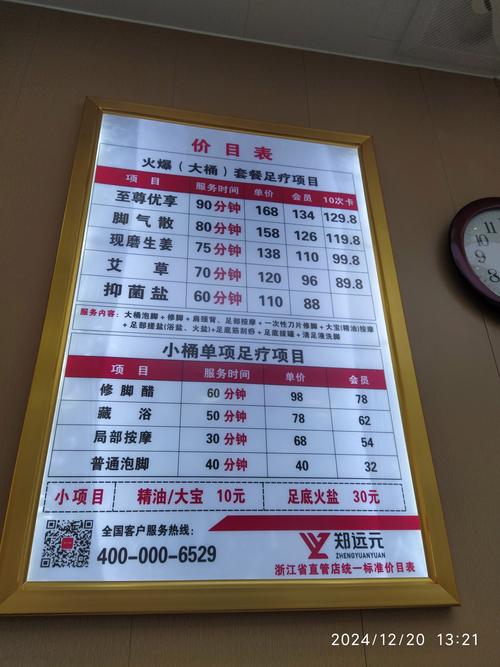 价目表
火爆（大桶）套餐足疗项目
项目 服务时间 单价 会员 10次卡
至尊优享 90分钟 168 134 129.8
脚气散 80分钟 158 126 119.8
现磨生姜 75分钟 138 110 99.8
艾草 70分钟 120 96 89.8
抑菌盐 60分钟 110 88
服务内容：大桶泡脚+修脚+肩颈背、足部按摩+一次性刀片修脚+大宝(精油)按摩
+足部搓盐(浴盐、火盐)+足底筋刮痧+足底拔罐+清足液洗脚
小桶单项足疗项目
项目 服务时间 单价 会员
修脚醋 60分钟 98 78
藏浴 50分钟 78 62
局部按摩 30分钟 68 54
普通泡脚 40分钟 40 32
小项目 精油/大宝 10元 足底火盐 30元
全国客户服务热线：
400-000-6529
郑远元
ZHENGYUANYUAN
浙江省直管店统一标准价目表
2024/12/20 13:21